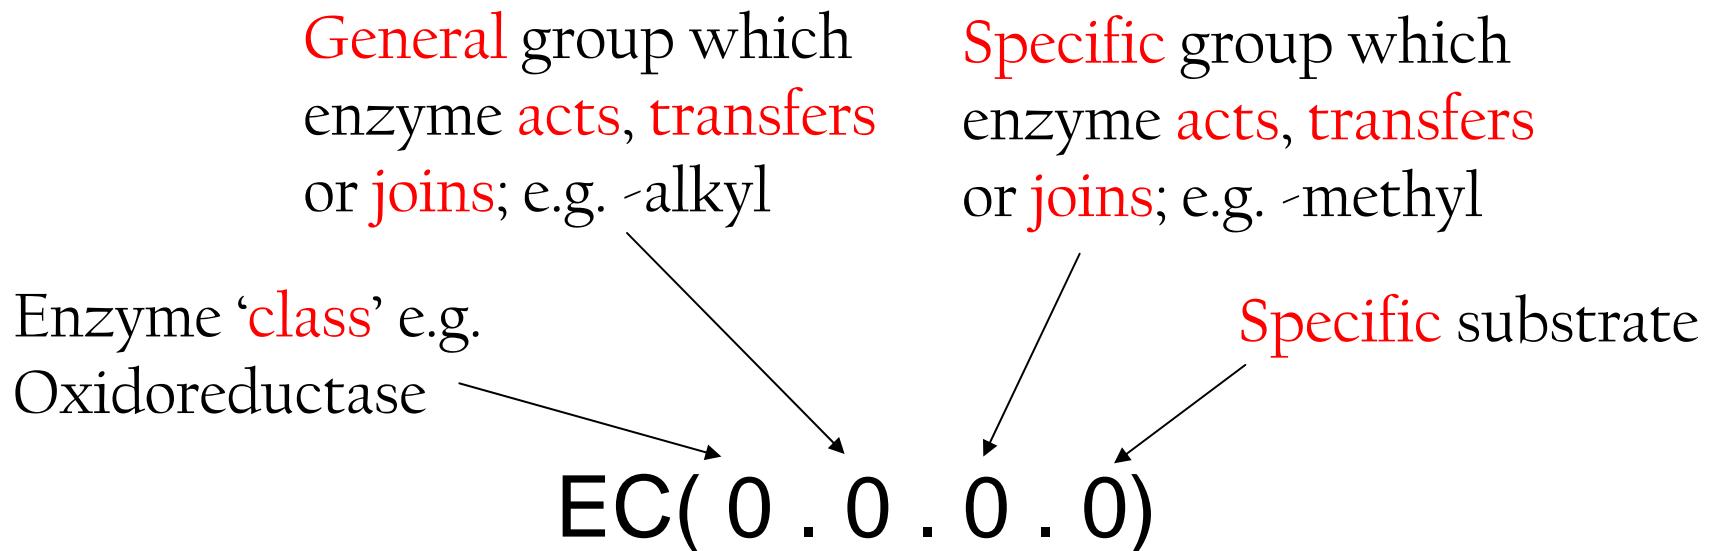 General group which
enzyme acts, transfers
or joins; e.g. -alkyl
Specific group which
enzyme acts, transfers
or joins; e.g. -methyl
Enzyme ‘class’ e.g.
Oxidoreductase
Specific substrate
EC( 0 . 0 . 0 . 0)